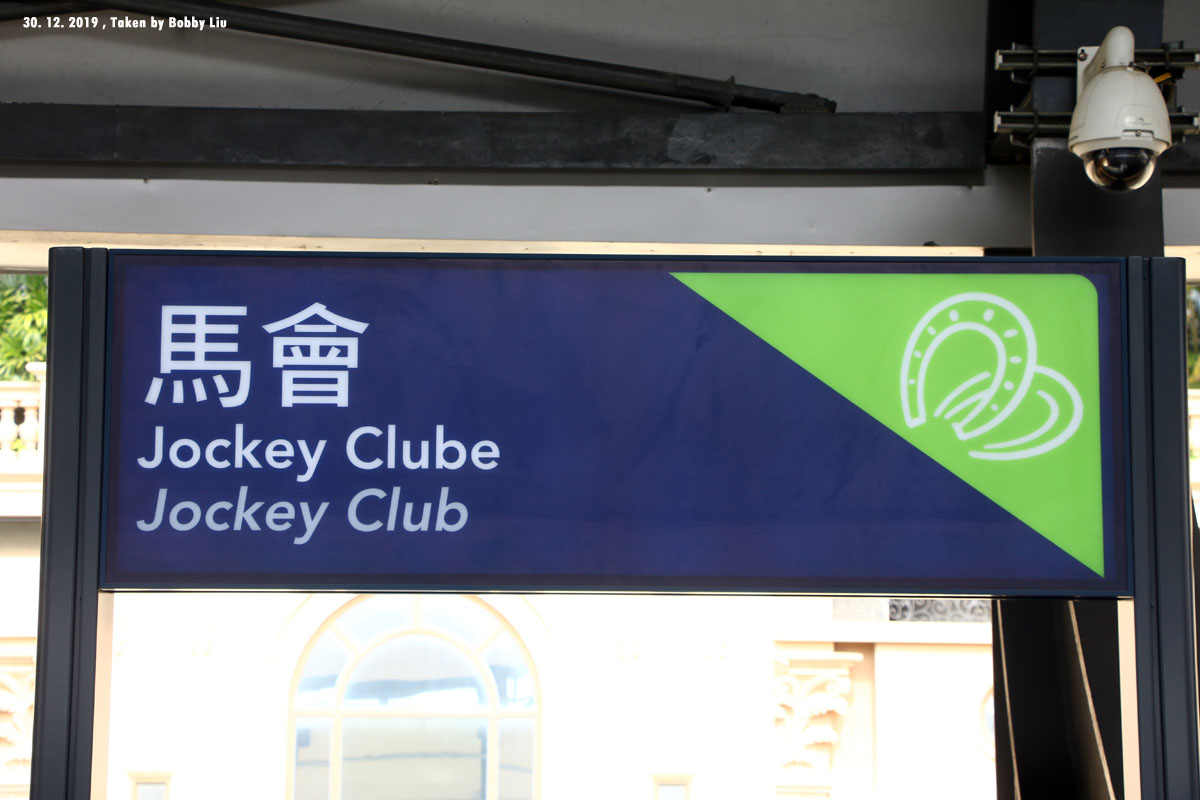 30. 12. 2019 , Taken by Bobby Liu
馬會
Jockey Clube
Jockey Club